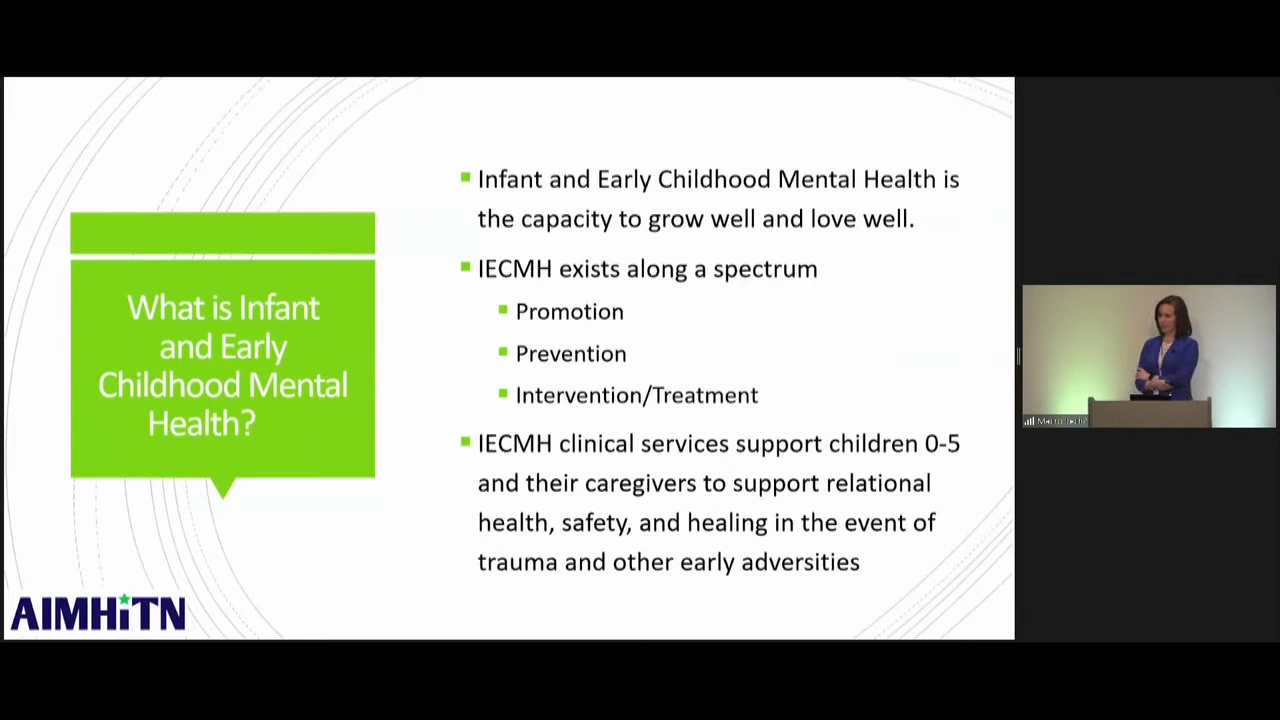 What is Infant
and Early
Childhood Mental
Health?
Infant and Early Childhood Mental Health is
the capacity to grow well and love well.
IECMH exists along a spectrum
Promotion
Prevention
Intervention/Treatment
IECMH clinical services support children 0-5
and their caregivers to support relational
health, safety, and healing in the event of
trauma and other early adversities
AIMHiTN